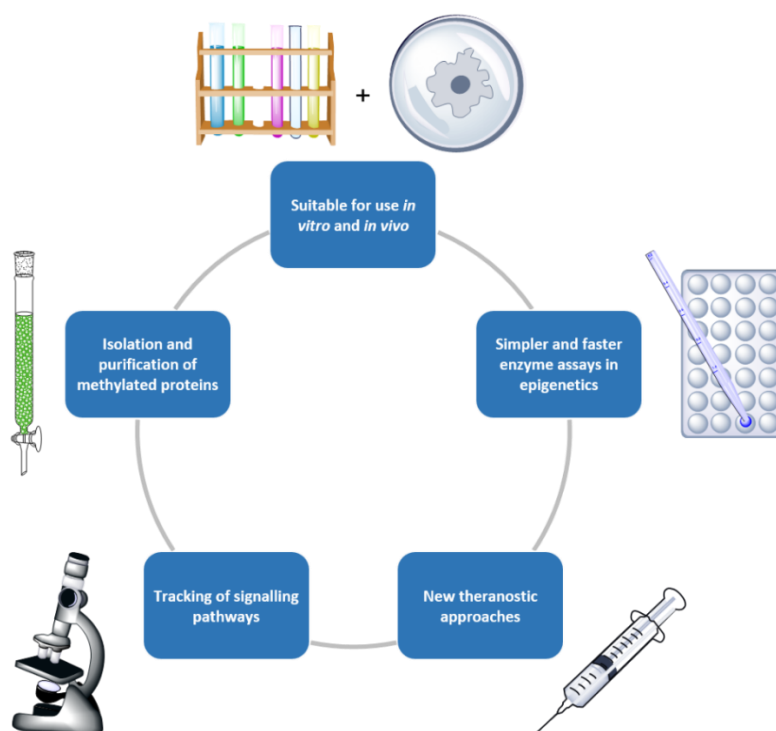 +
Suitable for use in
vitro and in vivo
Isolation and
purification of
methylated proteins
Simpler and faster
enzyme assays in
epigenetics
Tracking of signalling
pathways
New theranostic
approaches